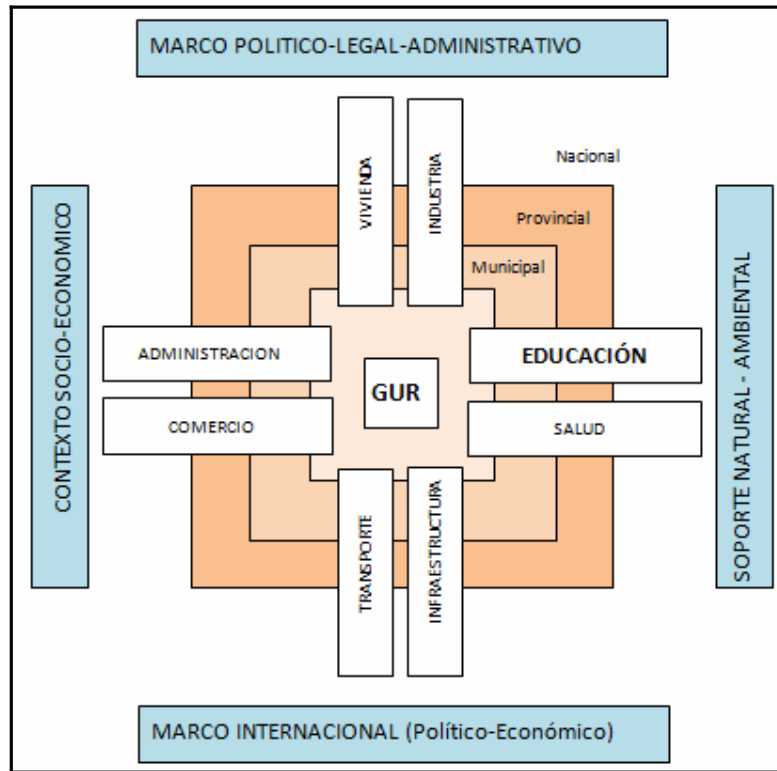 MARCO POLITICO-LEGAL-ADMINISTRATIVO
Nacional
VIVIENDA
INDUSTRIA
Provincial
Municipal
CONTEXTO SOCIO-ECONOMICO
ADMINISTRACION
EDUCACIÓN
GUR
COMERCIO
SALUD
SOPORTE NATURAL - AMBIENTAL
TRANSPORTE
INFRAESTRUCTURA
MARCO INTERNACIONAL (Político-Económico)